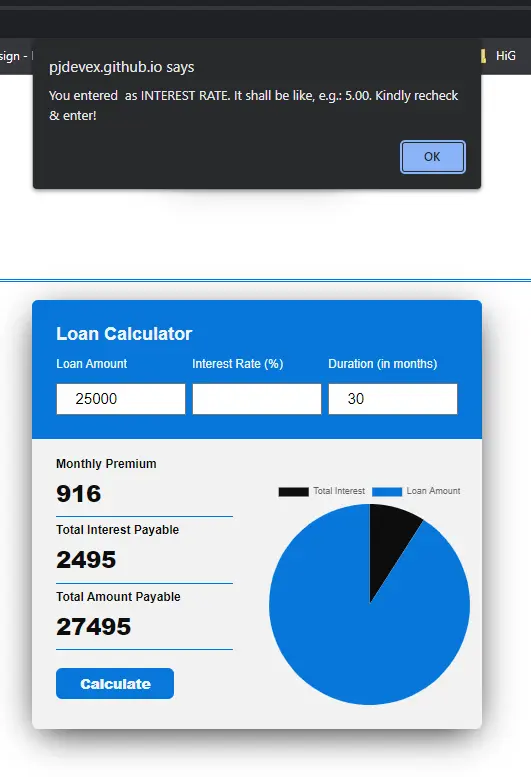 sign -
HiG
pjdevex.github.io says
You entered  as INTEREST RATE. It shall be like, e.g.: 5.00. Kindly recheck
& enter!
OK
Loan Calculator
Loan Amount Interest Rate (%) Duration (in months)
25000 30
Monthly Premium
916
Total Interest Payable
2495
Total Amount Payable
27495
Calculate
Total Interest Loan Amount